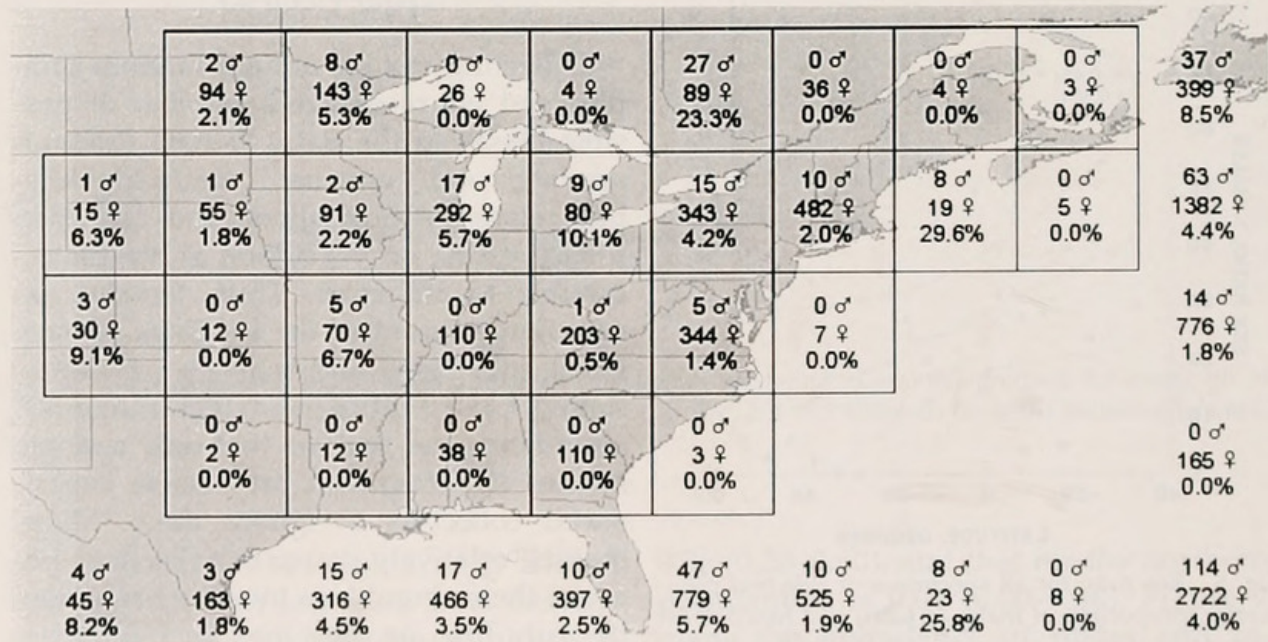 2 ♂ 8 ♂ 0 ♂ 0 ♂ 27 ♂ 0 ♂ 0 ♂ 0 ♂ 37 ♂
94 ♀ 143 ♀ 26 ♀ 4 ♀ 89 ♀ 36 ♀ 4 ♀ 3 ♀ 399 ♀
2.1% 5.3% 0.0% 0.0% 23.3% 0.0% 0.0% 0.0% 8.5%
1 ♂ 1 ♂ 2 ♂ 17 ♂ 9 ♂ 15 ♂ 10 ♂ 8 ♂ 0 ♂ 63 ♂
15 ♀ 55 ♀ 91 ♀ 292 ♀ 80 ♀ 343 ♀ 482 ♀ 19 ♀ 5 ♀ 1382 ♀
6.3% 1.8% 2.2% 5.7% 10.1% 4.2% 2.0% 29.6% 0.0% 4.4%
3 ♂ 0 ♂ 5 ♂ 0 ♂ 1 ♂ 5 ♂ 0 ♂ 14 ♂
30 ♀ 12 ♀ 70 ♀ 110 ♀ 203 ♀ 344 ♀ 7 ♀ 776 ♀
9.1% 0.0% 6.7% 0.0% 0.5% 1.4% 0.0% 1.8%
0 ♂ 0 ♂ 0 ♂ 0 ♂ 0 ♂ 0 ♂
2 ♀ 12 ♀ 38 ♀ 110 ♀ 3 ♀ 165 ♀
0.0% 0.0% 0.0% 0.0% 0.0% 0.0%
4 ♂ 3 ♂ 15 ♂ 17 ♂ 10 ♂ 47 ♂ 10 ♂ 8 ♂ 0 ♂ 114 ♂
45 ♀ 163 ♀ 316 ♀ 466 ♀ 397 ♀ 779 ♀ 525 ♀ 23 ♀ 8 ♀ 2722 ♀
8.2% 1.8% 4.5% 3.5% 2.5% 5.7% 1.9% 25.8% 0.0% 4.0%